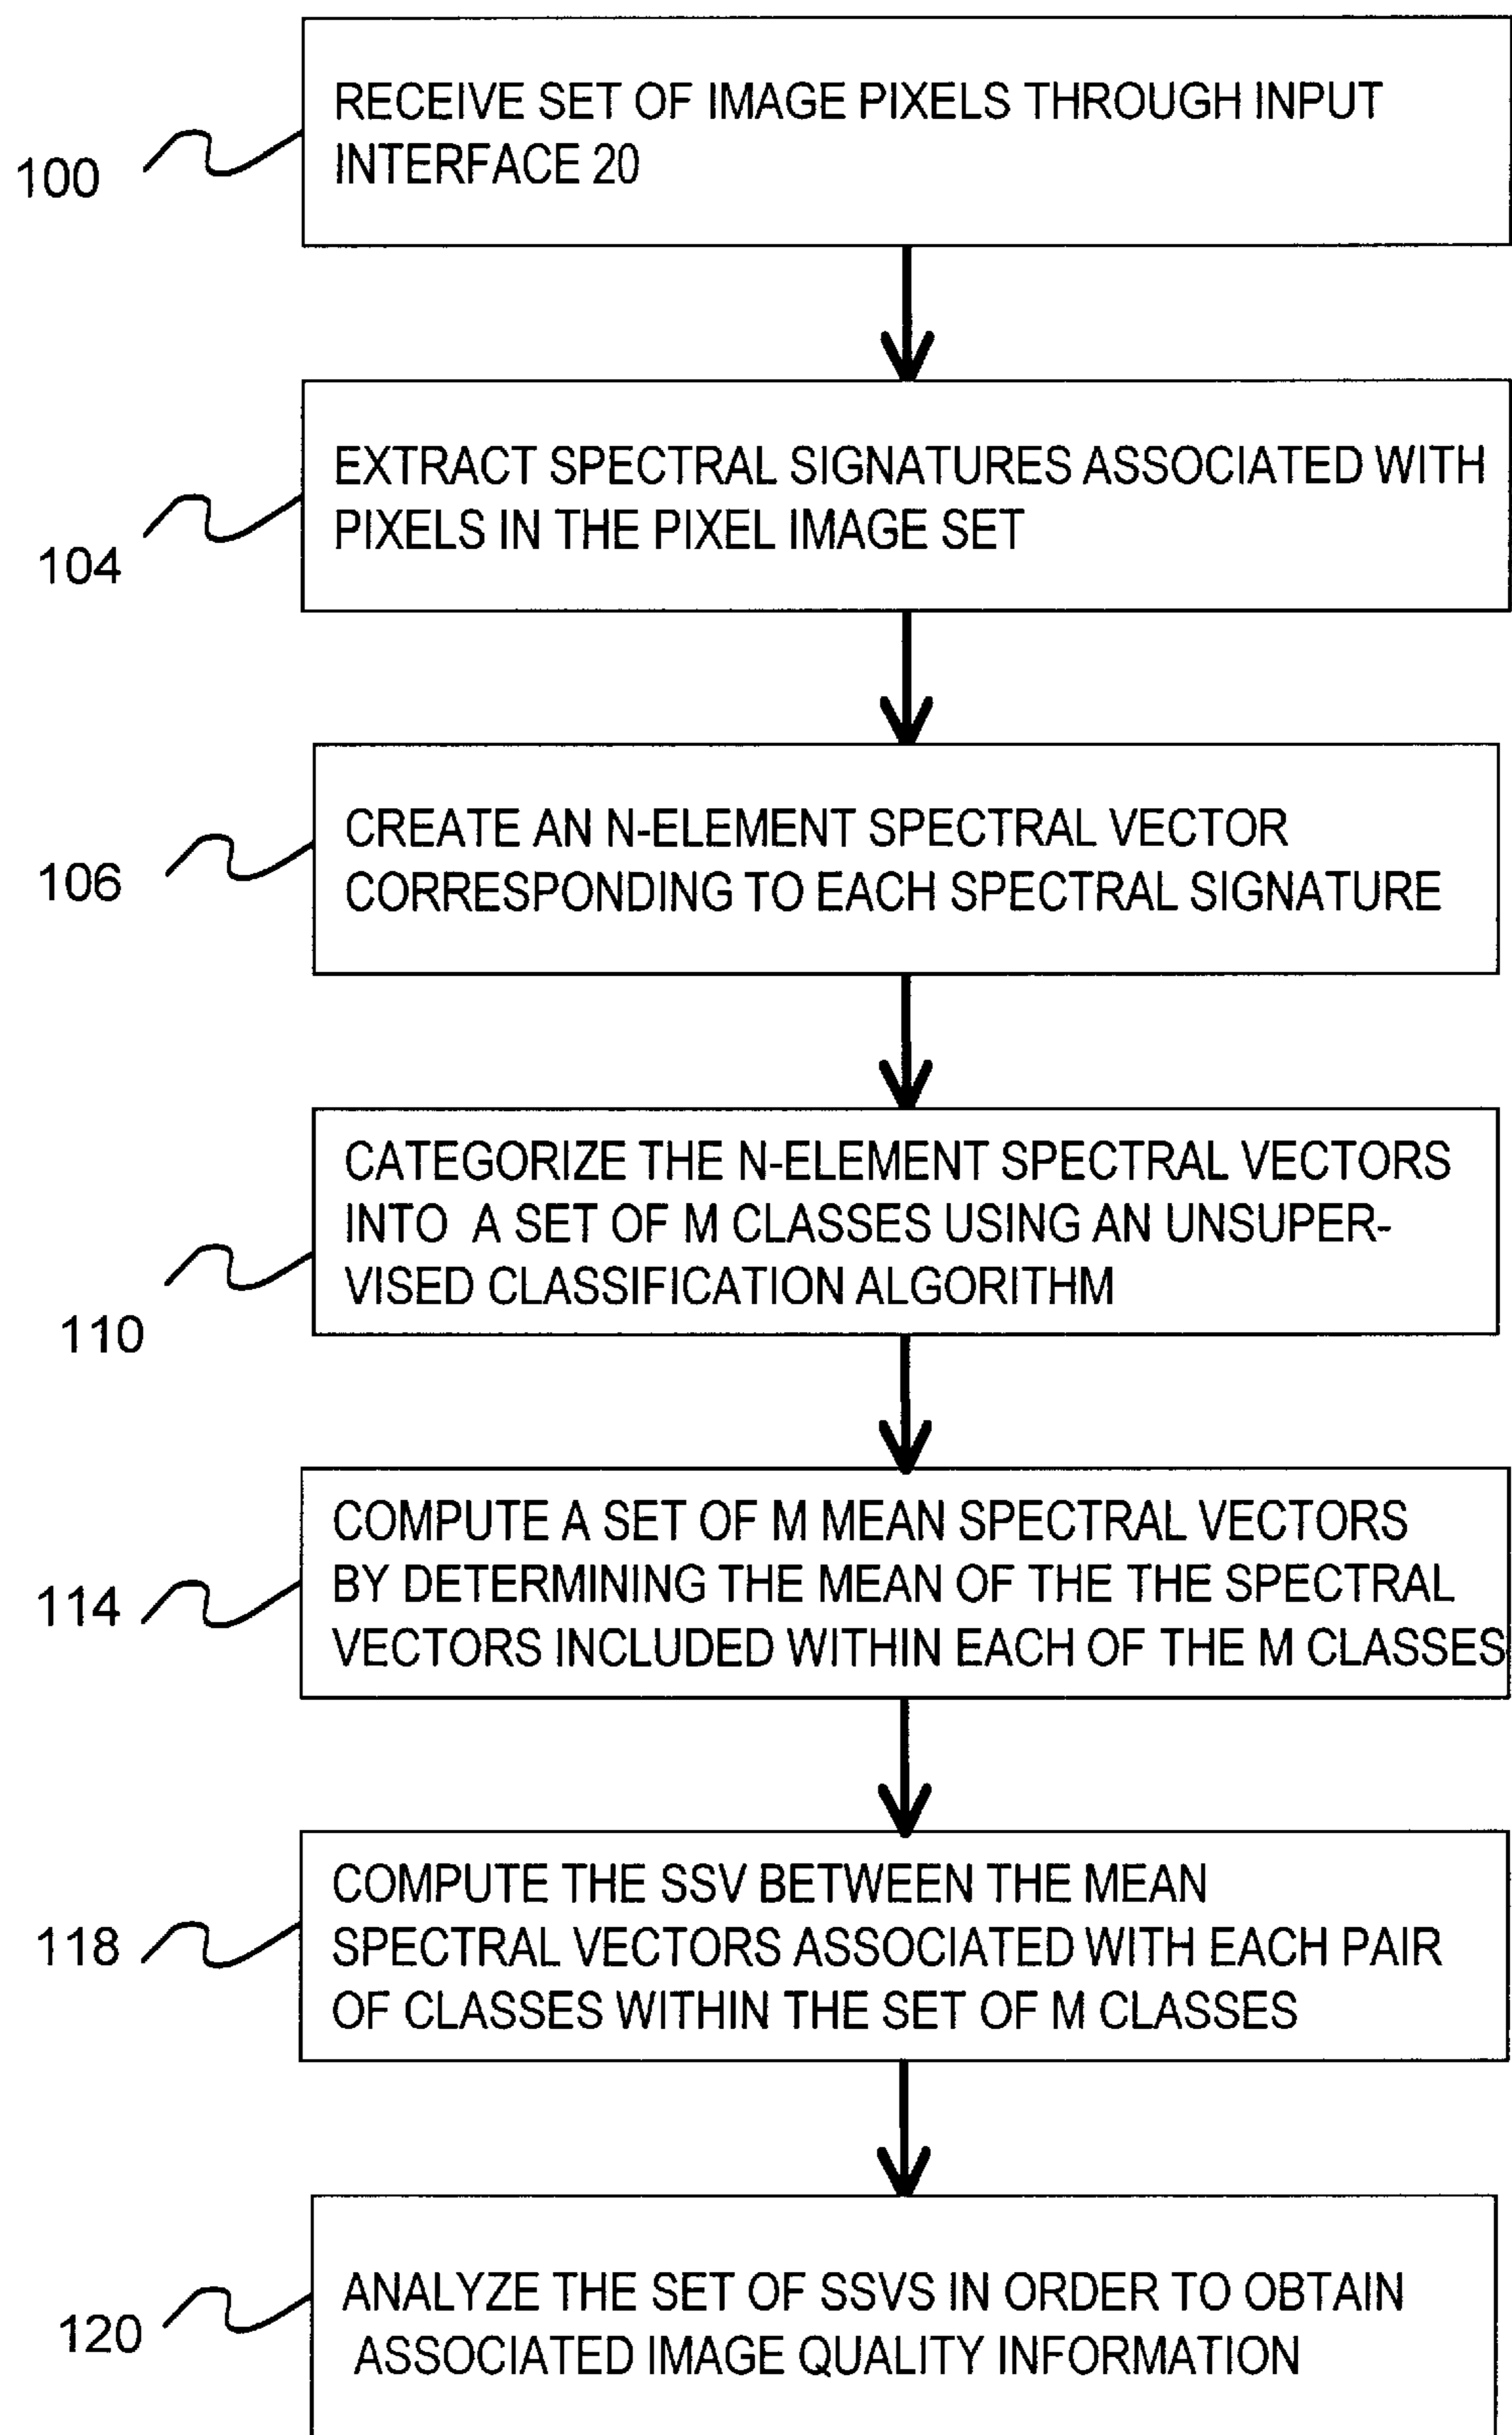 RECEIVE SET OF IMAGE PIXELS THROUGH INPUT
INTERFACE 20
100
EXTRACT SPECTRAL SIGNATURES ASSOCIATED WITH
PIXELS IN THE PIXEL IMAGE SET
104
CREATE AN N-ELEMENT SPECTRAL VECTOR
CORRESPONDING TO EACH SPECTRAL SIGNATURE
106
CATEGORIZE THE N-ELEMENT SPECTRAL VECTORS
INTO A SET OF M CLASSES USING AN UNSUPER-
VISED CLASSIFICATION ALGORITHM
110
COMPUTE A SET OF M MEAN SPECTRAL VECTORS
BY DETERMINING THE MEAN OF THE THE SPECTRAL
VECTORS INCLUDED WITHIN EACH OF THE M CLASSES
114
COMPUTE THE SSV BETWEEN THE MEAN
SPECTRAL VECTORS ASSOCIATED WITH EACH PAIR
OF CLASSES WITHIN THE SET OF M CLASSES
118
ANALYZE THE SET OF SSVS IN ORDER TO OBTAIN
ASSOCIATED IMAGE QUALITY INFORMATION
120